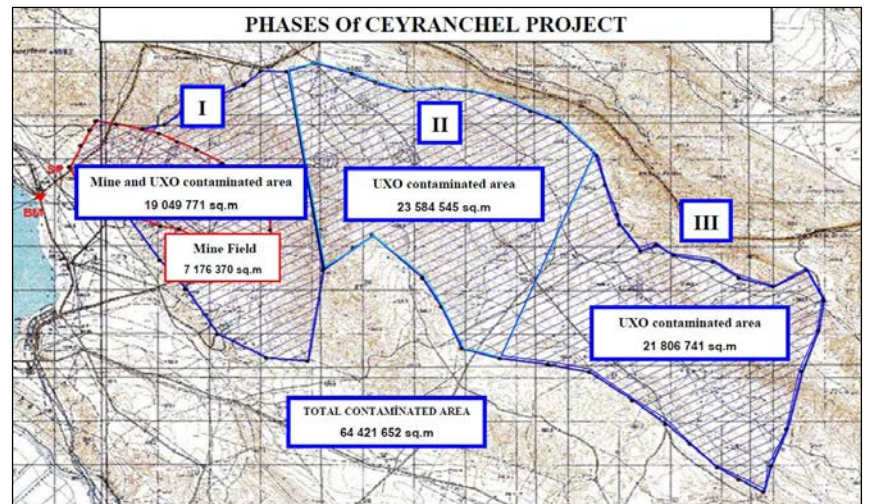 PHASES Of CEYRANCHEL PROJECT
I
II
III
Mine and UXO contaminated area
19 049 771 sq.m
UXO contaminated area
23 584 545 sq.m
Mine Field
7 176 370 sq.m
UXO contaminated area
21 806 741 sq.m
TOTAL CONTAMINATED AREA
64 421 652 sq.m
SP
BM